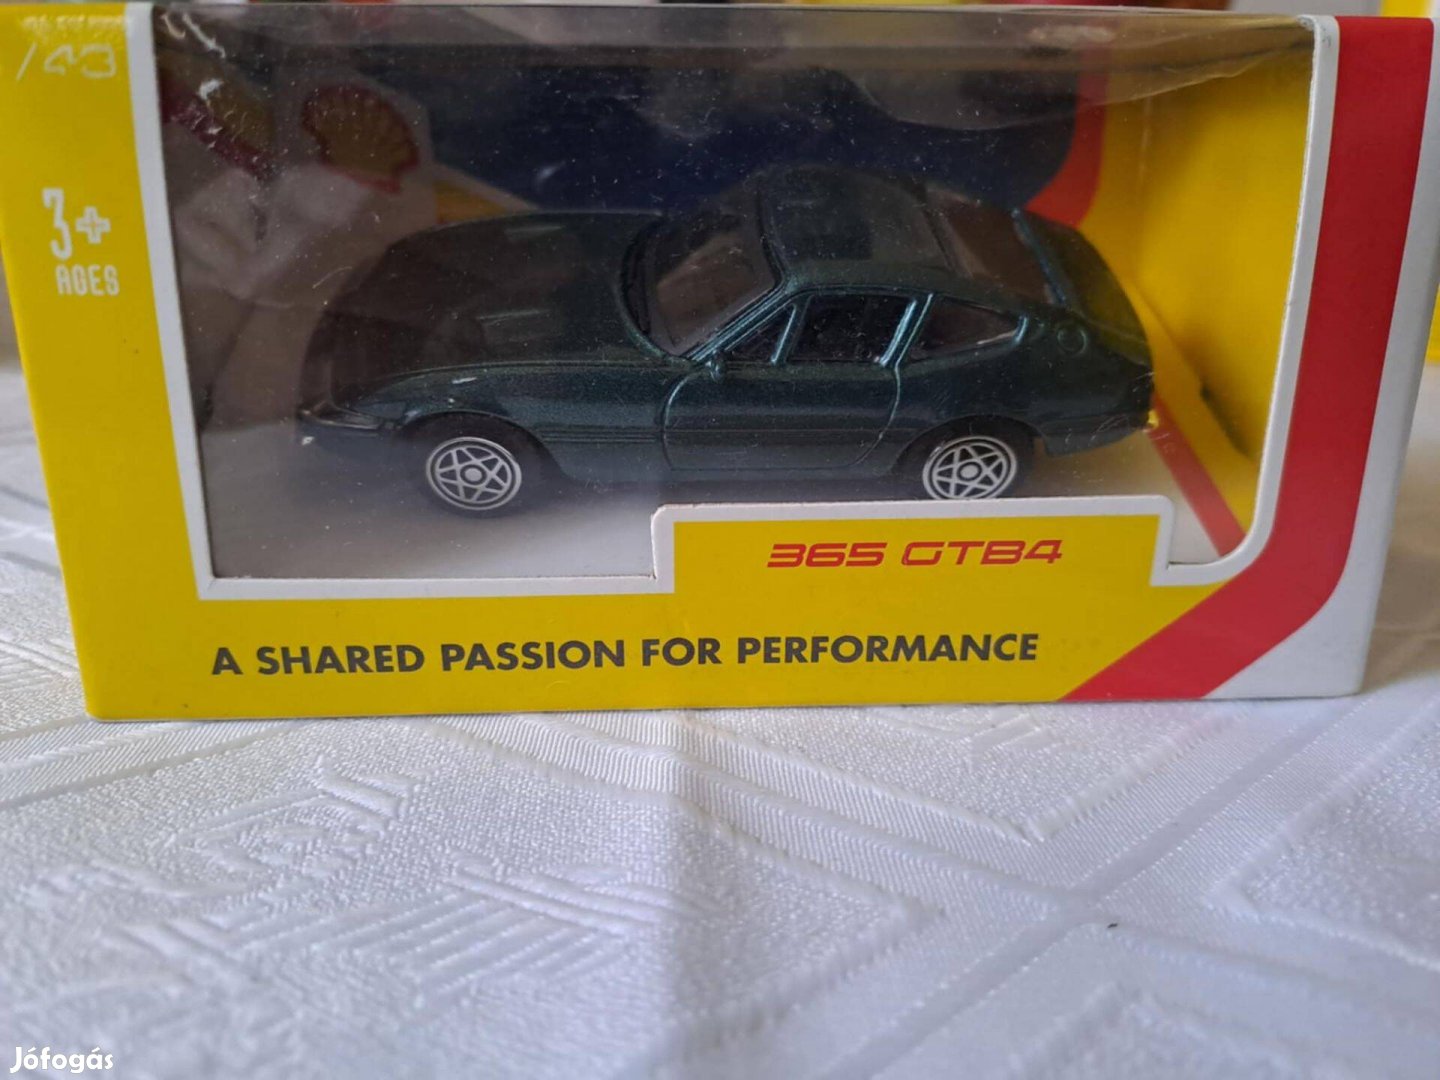 /43
3+
AGES
365 GTB4
A SHARED PASSION FOR PERFORMANCE
Jófogás